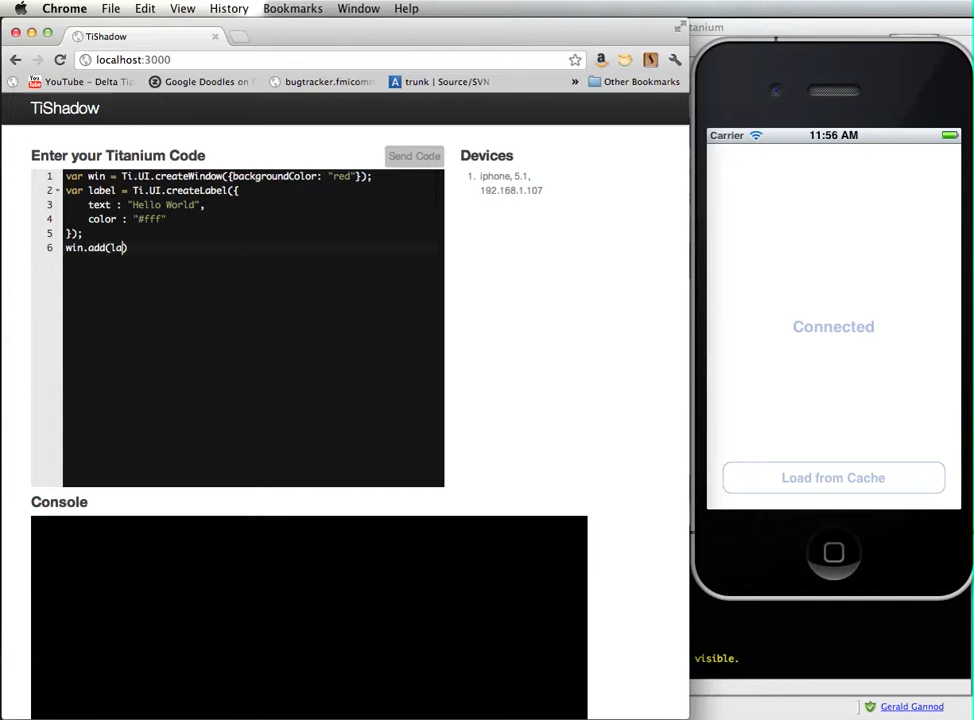 Chrome File Edit View History Bookmarks Window Help
TiShadow
tanium
localhost:3000
YouTube - Delta Tip
Google Doodles on
bugtracker.fmicomm
trunk | Source/SVN
» Other Bookmarks
TiShadow
Enter your Titanium Code
Send Code
Devices
1 var win = Ti.UI.createWindow({backgroundColor: "red"});
2 var label = Ti.UI.createLabel({
3 text : "Hello World",
4 color : "#fff"
5 });
6 win.add(la)
1. iphone, 5.1,
192.168.1.107
Console
Carrier 11:56 AM
Connected
Load from Cache
visible.
Gerald Gannod